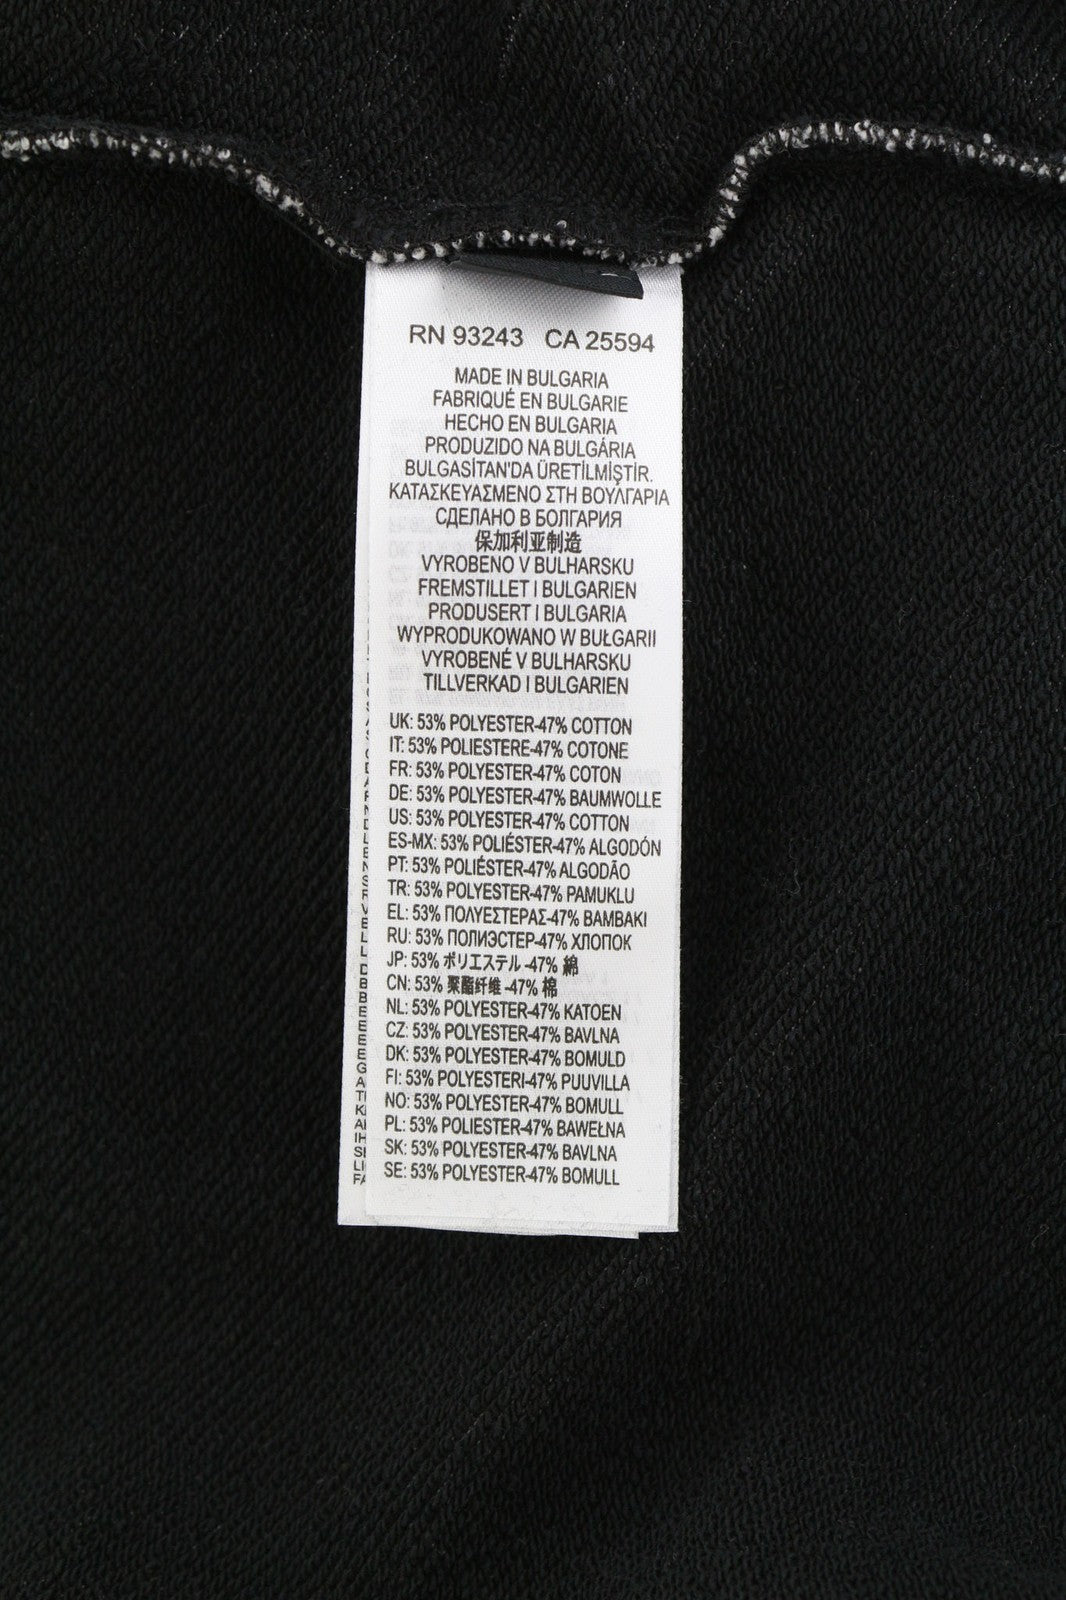 RN 93243 CA 25594
MADE IN BULGARIA
FABRIQUÉ EN BULGARIE
HECHO EN BULGARIA
PRODUZIDO NA BULGÁRIA
BULGASİTAN'DA ÜRETİLMİŞTİR.
ΚΑΤΑΣΚΕΥΑΣΜΕΝΟ ΣΤΗ ΒΟΥΛΓΑΡΙΑ
СДЕЛАНО В БОЛГАРИЯ
保加利亚制造
VYROBENO V BULHARSKU
FREMSTILLET I BULGARIEN
PRODUSERT I BULGARIA
WYPRODUKOWANO W BUŁGARII
VYROBENÉ V BULHARSKU
TILLVERKAD I BULGARIEN
UK: 53% POLYESTER-47% COTTON
IT: 53% POLIESTERE-47% COTONE
FR: 53% POLYESTER-47% COTON
DE: 53% POLYESTER-47% BAUMWOLLE
US: 53% POLYESTER-47% COTTON
ES-MX: 53% POLIÉSTER-47% ALGODÓN
PT: 53% POLIÉSTER-47% ALGODÃO
TR: 53% POLYESTER-47% PAMUKLU
EL: 53% ΠΟΛΥΕΣΤΕΡΑΣ-47% ΒΑΜΒΑΚΙ
RU: 53% ПОЛИЭСТЕР-47% ХЛОПОК
JP: 53% ポリエステル -47% 綿
CN: 53% 聚酯纤维 -47% 棉
NL: 53% POLYESTER-47% KATOEN
CZ: 53% POLYESTER-47% BAVLNA
DK: 53% POLYESTER-47% BOMULD
FI: 53% POLYESTERI-47% PUUVILLA
NO: 53% POLYESTER-47% BOMULL
PL: 53% POLIESTER-47% BAWEŁNA
SK: 53% POLYESTER-47% BAVLNA
SE: 53% POLYESTER-47% BOMULL